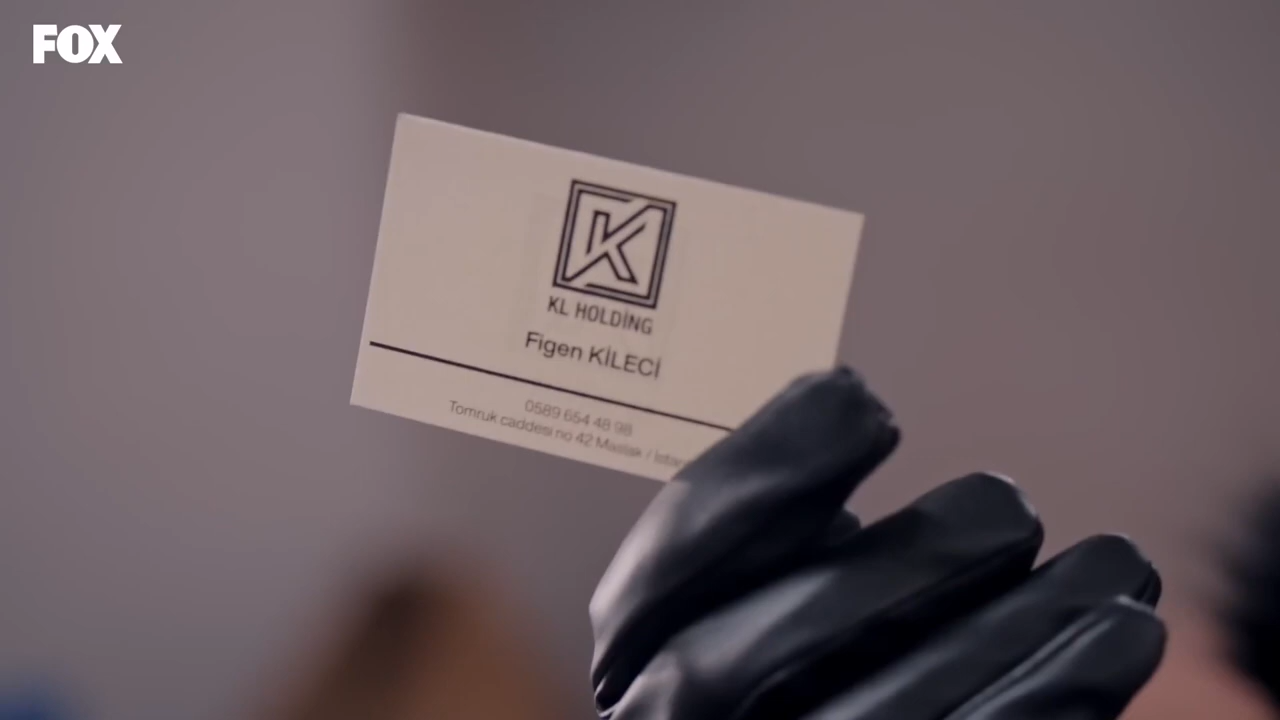 FOX
KL HOLDİNG
Figen KİLECİ
0589 654 48 98
Tomruk caddesi no 42 Maslak /